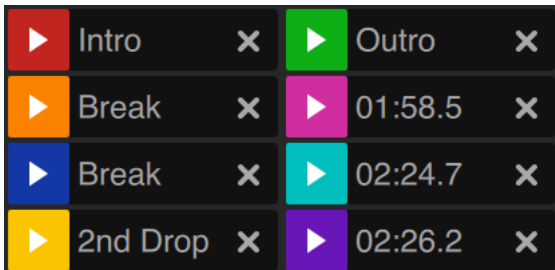 Intro
Outro
Break
01:58.5
Break
02:24.7
2nd Drop
02:26.2